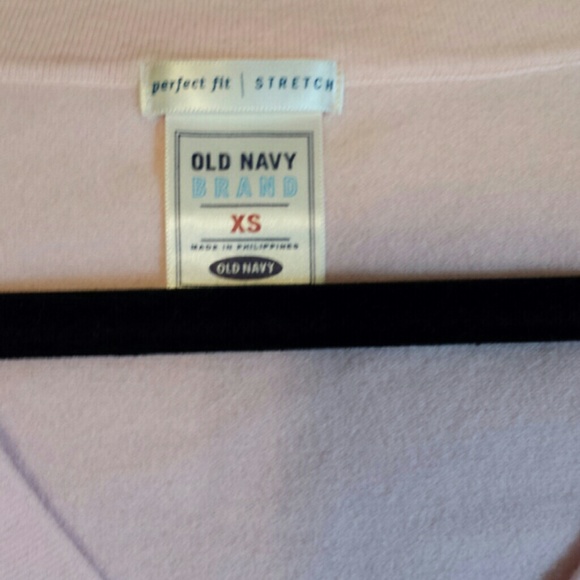 perfect fit | STRETCH
OLD NAVY
BRAND
XS
MADE IN PHILIPPINES
OLD NAVY